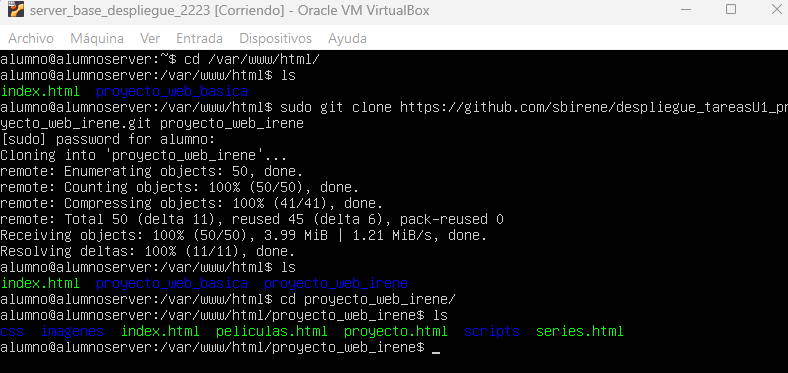 server_base_despliegue_2223 [Corriendo] - Oracle VM VirtualBox
Archivo Máquina Ver Entrada Dispositivos Ayuda
alumno@alumnoserver:~$ cd /var/www/html/
alumno@alumnoserver:/var/www/html$ ls
index.html proyecto_web_basica
alumno@alumnoserver:/var/www/html$ sudo git clone https://github.com/sbirene/despliegue_tareasU1_pr
yecto_web_irene.git proyecto_web_irene
[sudo] password for alumno:
Cloning into 'proyecto_web_irene'...
remote: Enumerating objects: 50, done.
remote: Counting objects: 100% (50/50), done.
remote: Compressing objects: 100% (41/41), done.
remote: Total 50 (delta 11), reused 45 (delta 6), pack-reused 0
Receiving objects: 100% (50/50), 3.99 MiB | 1.21 MiB/s, done.
Resolving deltas: 100% (11/11), done.
alumno@alumnoserver:/var/www/html$ ls
index.html proyecto_web_basica proyecto_web_irene
alumno@alumnoserver:/var/www/html$ cd proyecto_web_irene/
alumno@alumnoserver:/var/www/html/proyecto_web_irene$ ls
css imagenes index.html peliculas.html proyecto.html scripts series.html
alumno@alumnoserver:/var/www/html/proyecto_web_irene$ _